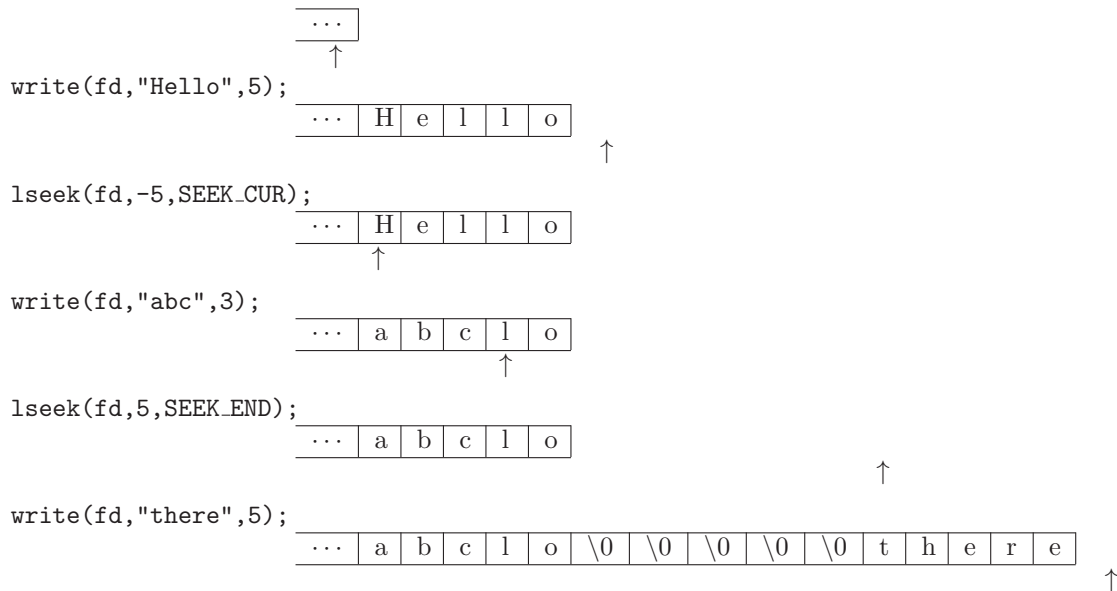 ···
↑
write(fd,"Hello",5);
··· H e l l o
↑
lseek(fd,-5,SEEK_CUR);
··· H e l l o
↑
write(fd,"abc",3);
··· a b c l o
↑
lseek(fd,5,SEEK_END);
··· a b c l o
↑
write(fd,"there",5);
··· a b c l o \0 \0 \0 \0 \0 t h e r e
↑